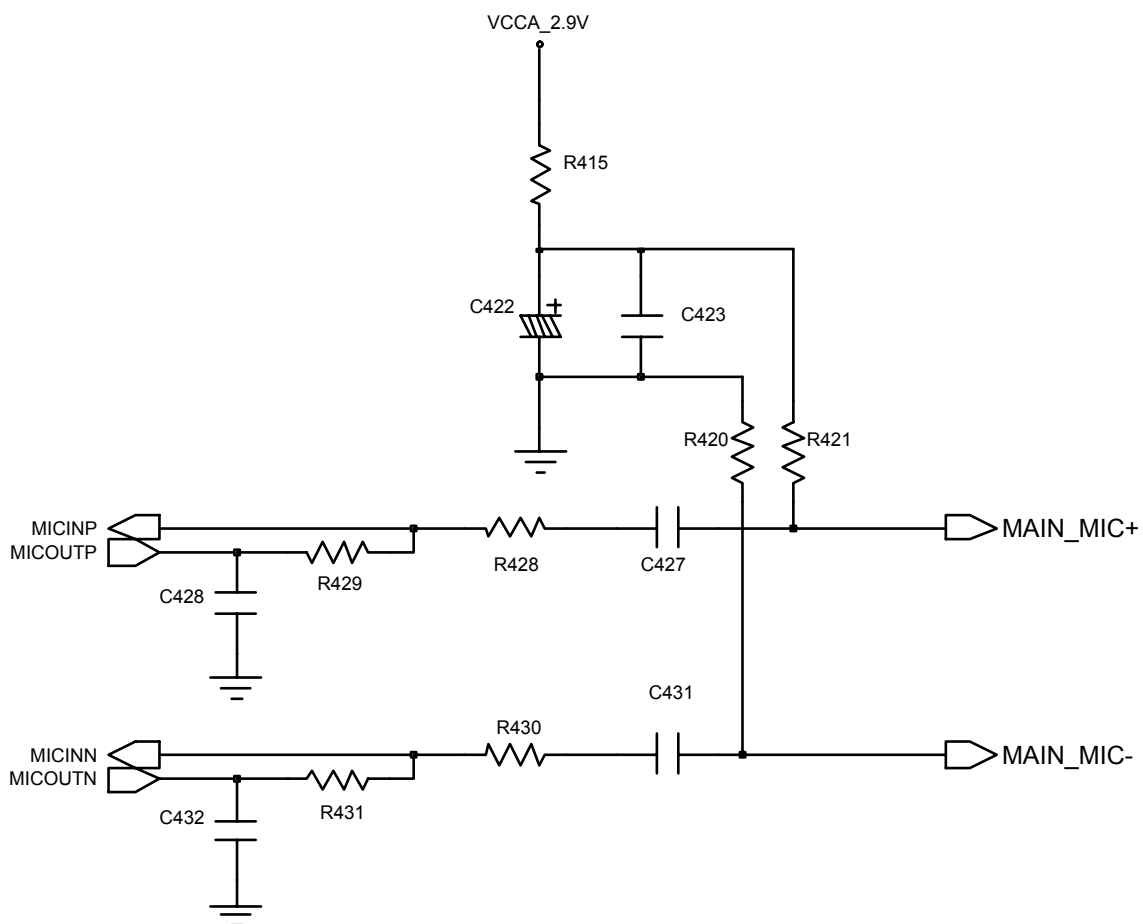 VCCA_2.9V
R415
C422
+
C423
R420
R421
MICINP
MAIN_MIC+
MICOUTP
R428
C427
R429
C428
C431
R430
MICINN
MAIN_MIC-
MICOUTN
R431
C432